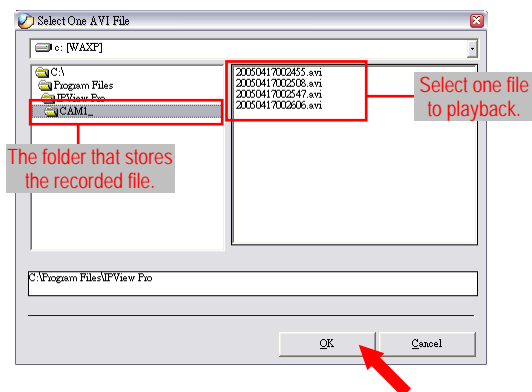 Select One AVI File
c: [WAXP]
C:\
Program Files
IPView Pro
CAM1_
20050417002455.avi
20050417002508.avi
20050417002547.avi
20050417002606.avi
Select one file
to playback.
The folder that stores
the recorded file.
C:\Program Files\IPView Pro
OK
Cancel